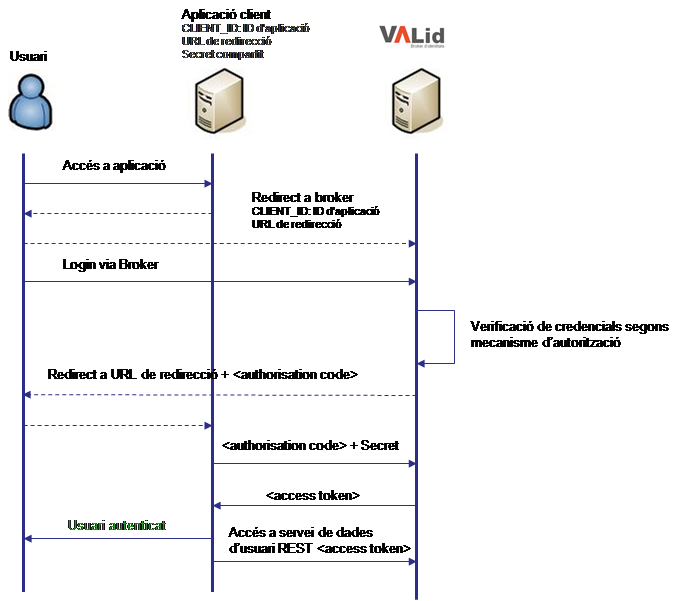 Aplicació client
CLIENT_ID: ID d'aplicació
URL de redirecció
Secret compartit
VALid
Broker d'identitats
Usuari
Accés a aplicació
Redirect a broker
CLIENT_ID: ID d'aplicació
URL de redirecció
Login via Broker
Verificació de credencials segons
mecanisme d'autorització
Redirect a URL de redirecció + <authorisation code>
<authorisation code> + Secret
<access token>
Usuari autenticat
Accés a servei de dades
d'usuari REST <access token>